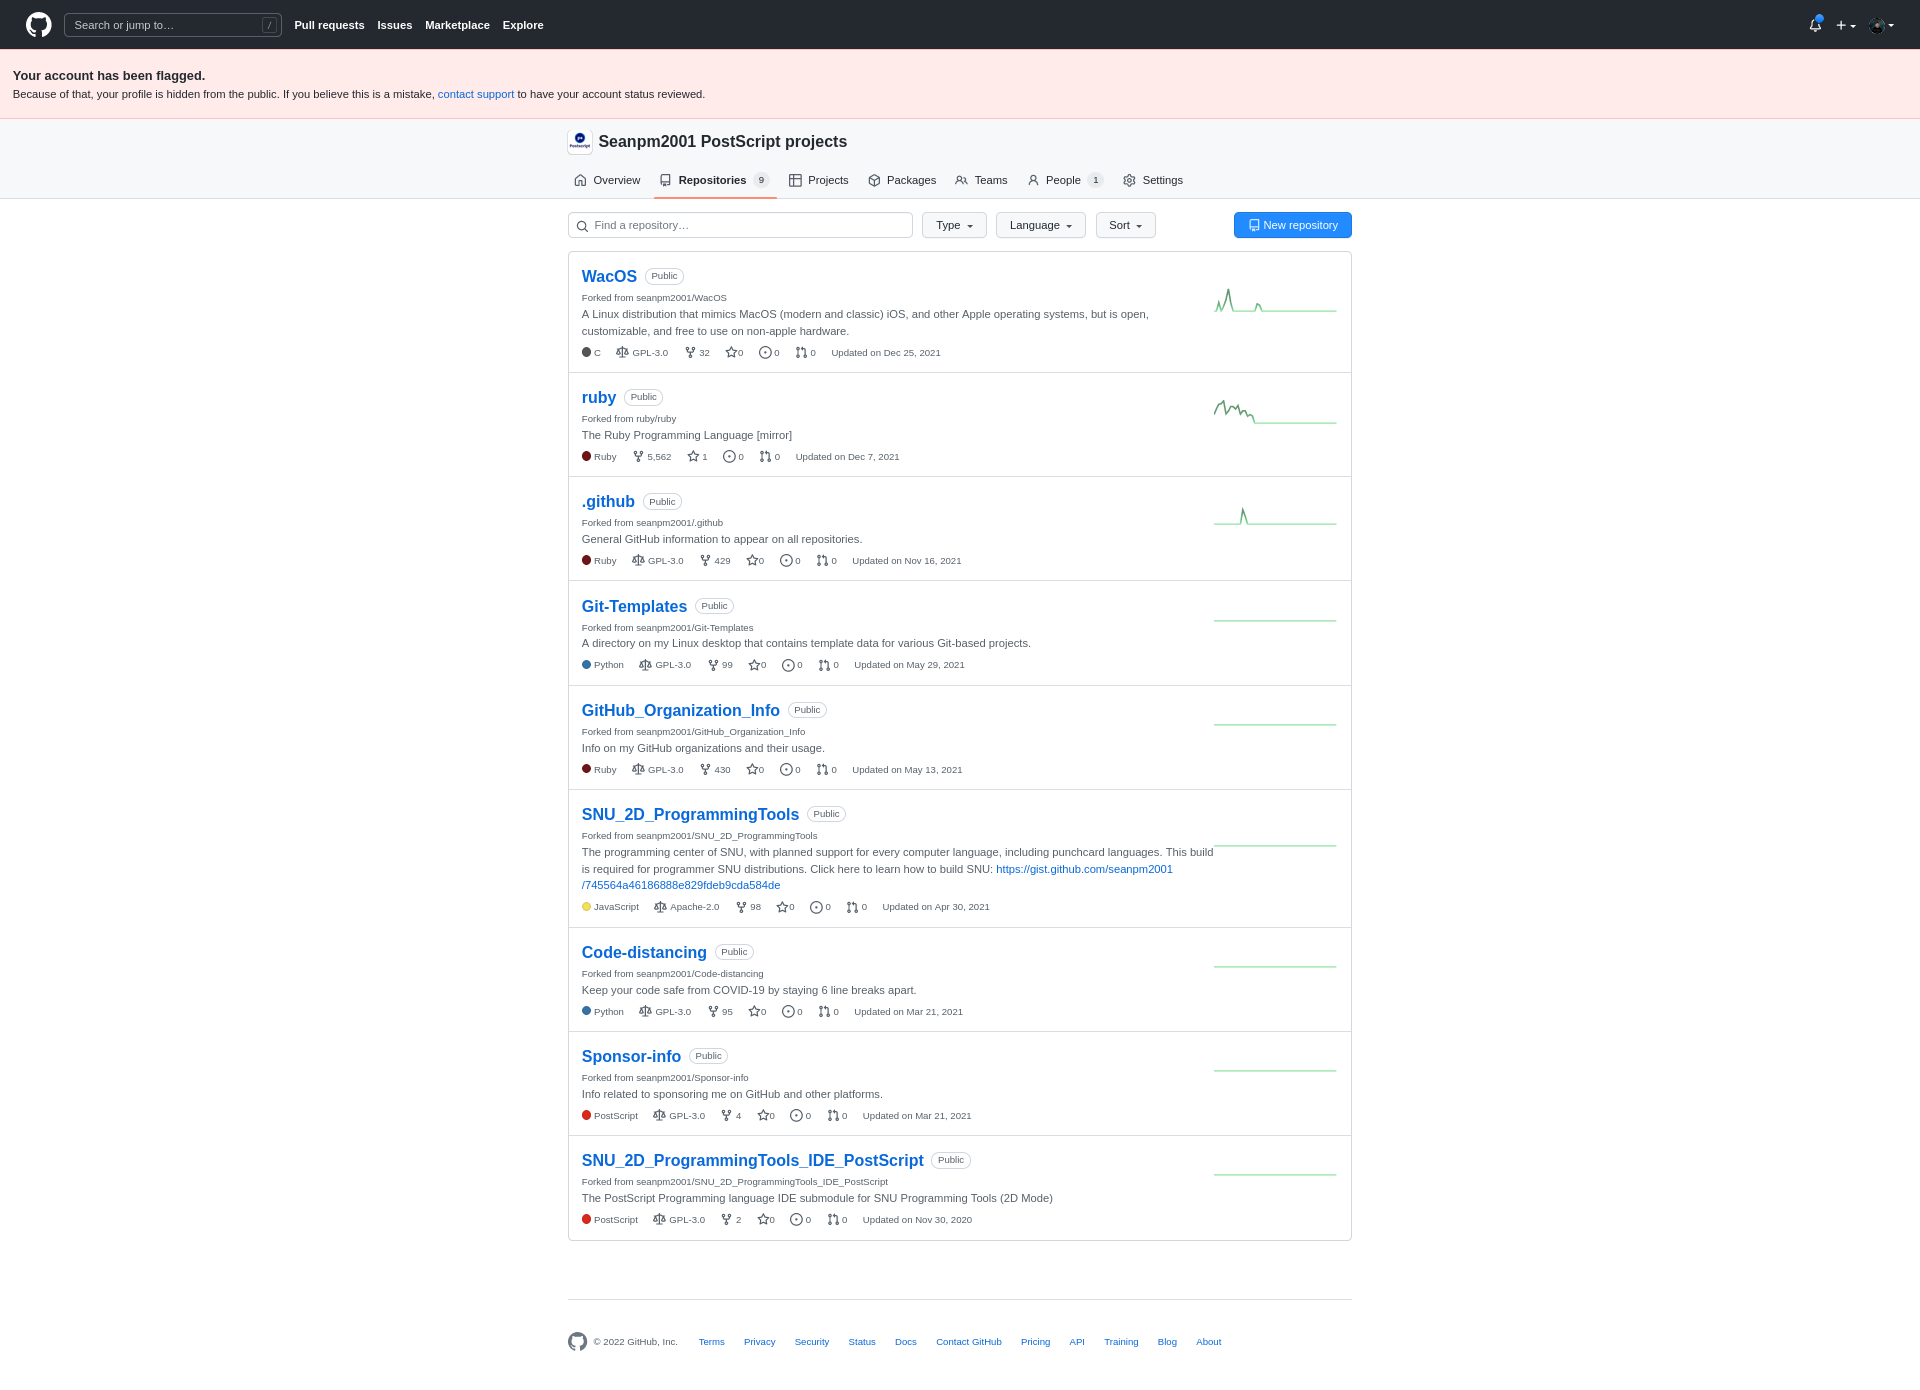 Search or jump to… /
Pull requests Issues Marketplace Explore
Your account has been flagged.
Because of that, your profile is hidden from the public. If you believe this is a mistake, contact support to have your account status reviewed.
Seanpm2001 PostScript projects
Overview Repositories 9 Projects Packages Teams People 1 Settings
Find a repository… Type Language Sort New repository
WacOS Public
Forked from seanpm2001/WacOS
A Linux distribution that mimics MacOS (modern and classic) iOS, and other Apple operating systems, but is open,
customizable, and free to use on non-apple hardware.
C GPL-3.0 32 0 0 0 Updated on Dec 25, 2021
ruby Public
Forked from ruby/ruby
The Ruby Programming Language [mirror]
Ruby 5,562 1 0 0 Updated on Dec 7, 2021
.github Public
Forked from seanpm2001/.github
General GitHub information to appear on all repositories.
Ruby GPL-3.0 429 0 0 0 Updated on Nov 16, 2021
Git-Templates Public
Forked from seanpm2001/Git-Templates
A directory on my Linux desktop that contains template data for various Git-based projects.
Python GPL-3.0 99 0 0 0 Updated on May 29, 2021
GitHub_Organization_Info Public
Forked from seanpm2001/GitHub_Organization_Info
Info on my GitHub organizations and their usage.
Ruby GPL-3.0 430 0 0 0 Updated on May 13, 2021
SNU_2D_ProgrammingTools Public
Forked from seanpm2001/SNU_2D_ProgrammingTools
The programming center of SNU, with planned support for every computer language, including punchcard languages. This build
is required for programmer SNU distributions. Click here to learn how to build SNU: https://gist.github.com/seanpm2001
/745564a46186888e829fdeb9cda584de
JavaScript Apache-2.0 98 0 0 0 Updated on Apr 30, 2021
Code-distancing Public
Forked from seanpm2001/Code-distancing
Keep your code safe from COVID-19 by staying 6 line breaks apart.
Python GPL-3.0 95 0 0 0 Updated on Mar 21, 2021
Sponsor-info Public
Forked from seanpm2001/Sponsor-info
Info related to sponsoring me on GitHub and other platforms.
PostScript GPL-3.0 4 0 0 0 Updated on Mar 21, 2021
SNU_2D_ProgrammingTools_IDE_PostScript Public
Forked from seanpm2001/SNU_2D_ProgrammingTools_IDE_PostScript
The PostScript Programming language IDE submodule for SNU Programming Tools (2D Mode)
PostScript GPL-3.0 2 0 0 0 Updated on Nov 30, 2020
© 2022 GitHub, Inc. Terms Privacy Security Status Docs Contact GitHub Pricing API Training Blog About